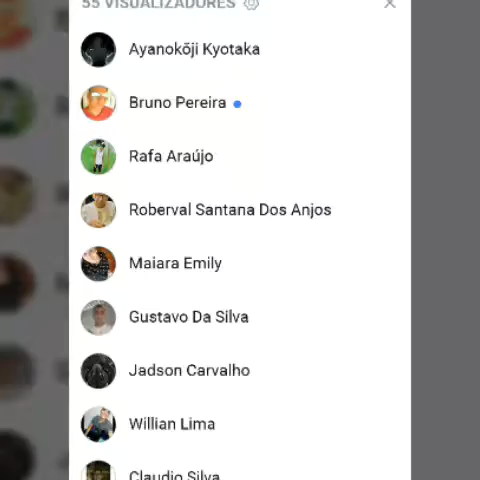 55 VISUALIZADORES
Ayanokōji Kyotaka
Bruno Pereira
Rafa Araújo
Roberval Santana Dos Anjos
Maiara Emily
Gustavo Da Silva
Jadson Carvalho
Willian Lima
Claudio Silva